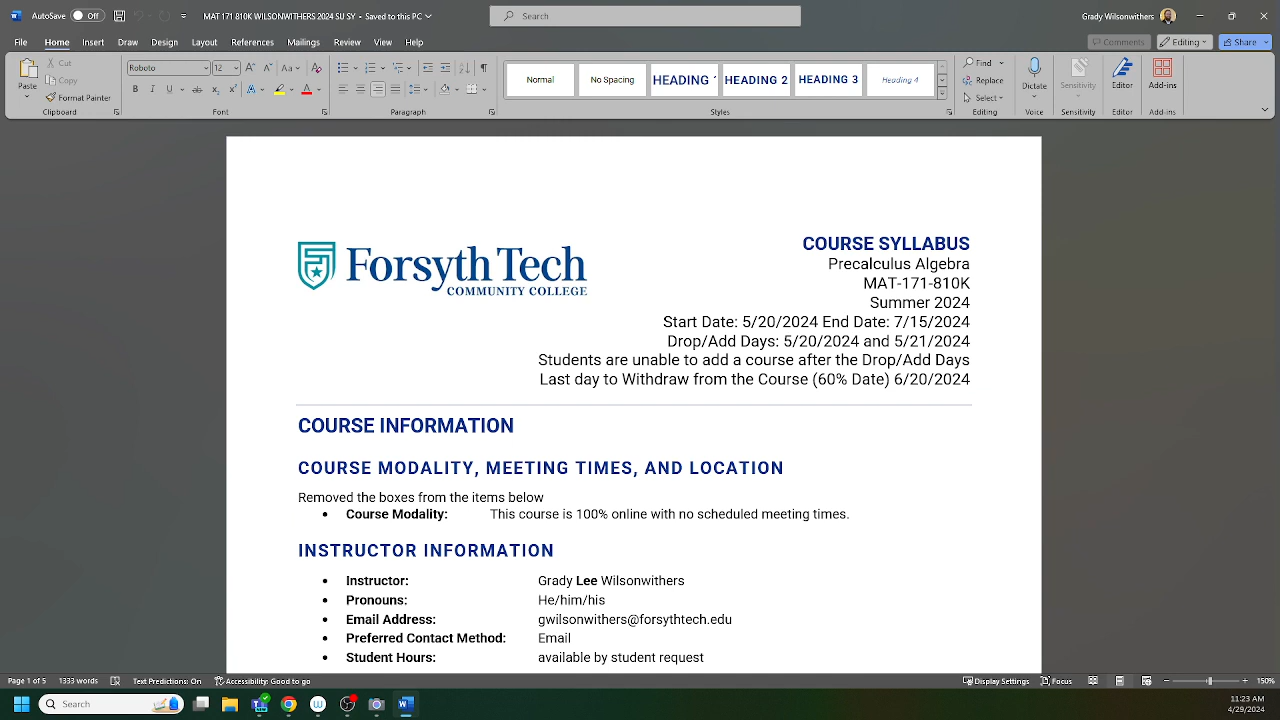 AutoSave Off
MAT 171 810K WILSONWITHERS 2024 SU SY - Saved to this PC
Search
Grady Wilsonwithers
File Home Insert Draw Design Layout References Mailings Review View Help
Comments Editing Share
Paste
Cut
Copy
Format Painter
Clipboard
Roboto 12
Font
Paragraph
Normal No Spacing HEADING HEADING 2 HEADING 3 Heading 4
Styles
Find
Replace
Select
Editing
Dictate
Voice
Sensitivity
Sensitivity
Editor
Editor
Add-ins
Add-ins
Forsyth Tech
COMMUNITY COLLEGE
COURSE SYLLABUS
Precalculus Algebra
MAT-171-810K
Summer 2024
Start Date: 5/20/2024 End Date: 7/15/2024
Drop/Add Days: 5/20/2024 and 5/21/2024
Students are unable to add a course after the Drop/Add Days
Last day to Withdraw from the Course (60% Date) 6/20/2024
COURSE INFORMATION
COURSE MODALITY, MEETING TIMES, AND LOCATION
Removed the boxes from the items below
• Course Modality: This course is 100% online with no scheduled meeting times.
INSTRUCTOR INFORMATION
• Instructor: Grady Lee Wilsonwithers
• Pronouns: He/him/his
• Email Address: gwilsonwithers@forsythtech.edu
• Preferred Contact Method: Email
• Student Hours: available by student request
Page 1 of 5 1333 words Text Predictions: On Accessibility: Good to go Display Settings Focus 150%
Search
11:23 AM
4/29/2024